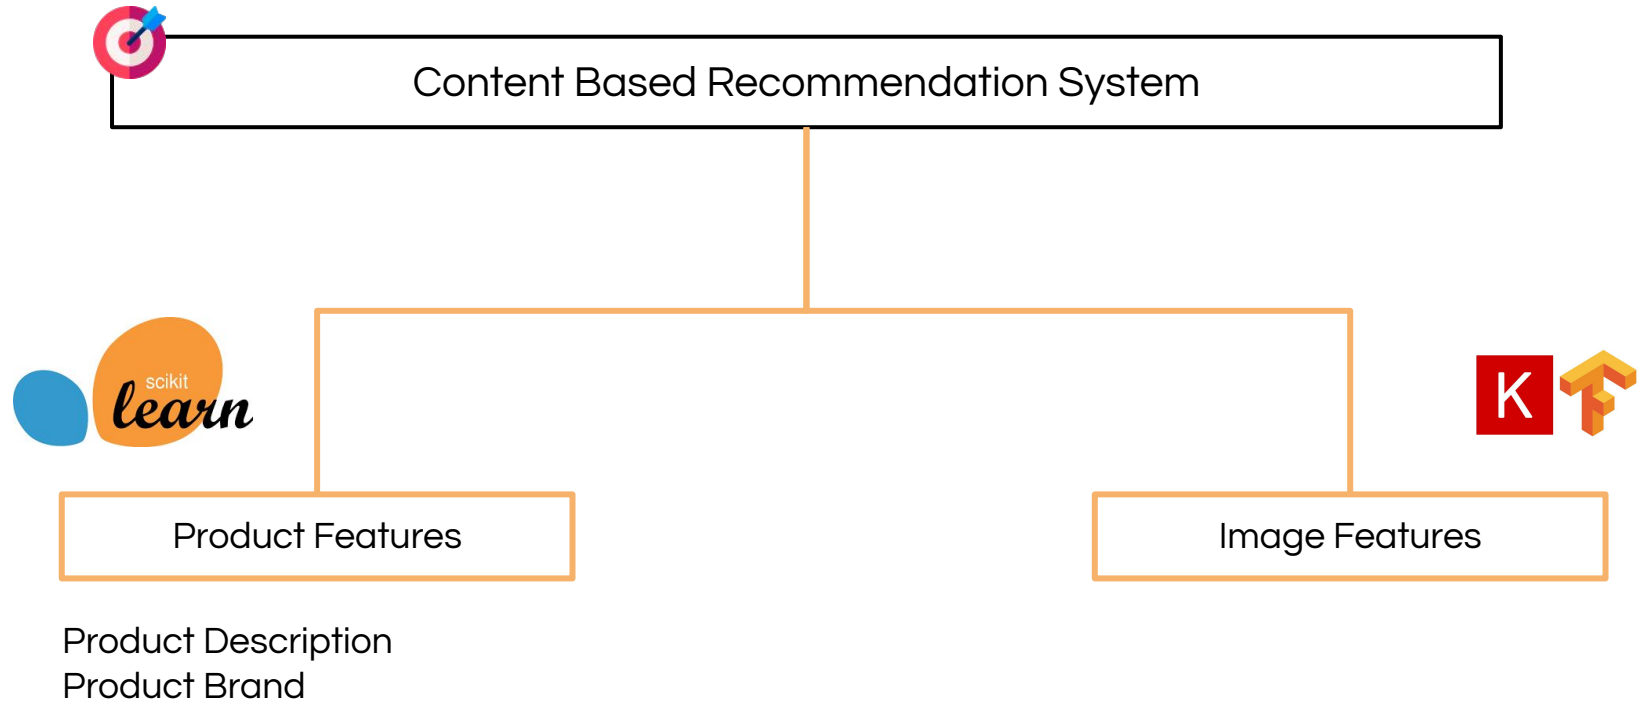 Content Based Recommendation System
scikit
learn
K
Product Features
Image Features
Product Description
Product Brand